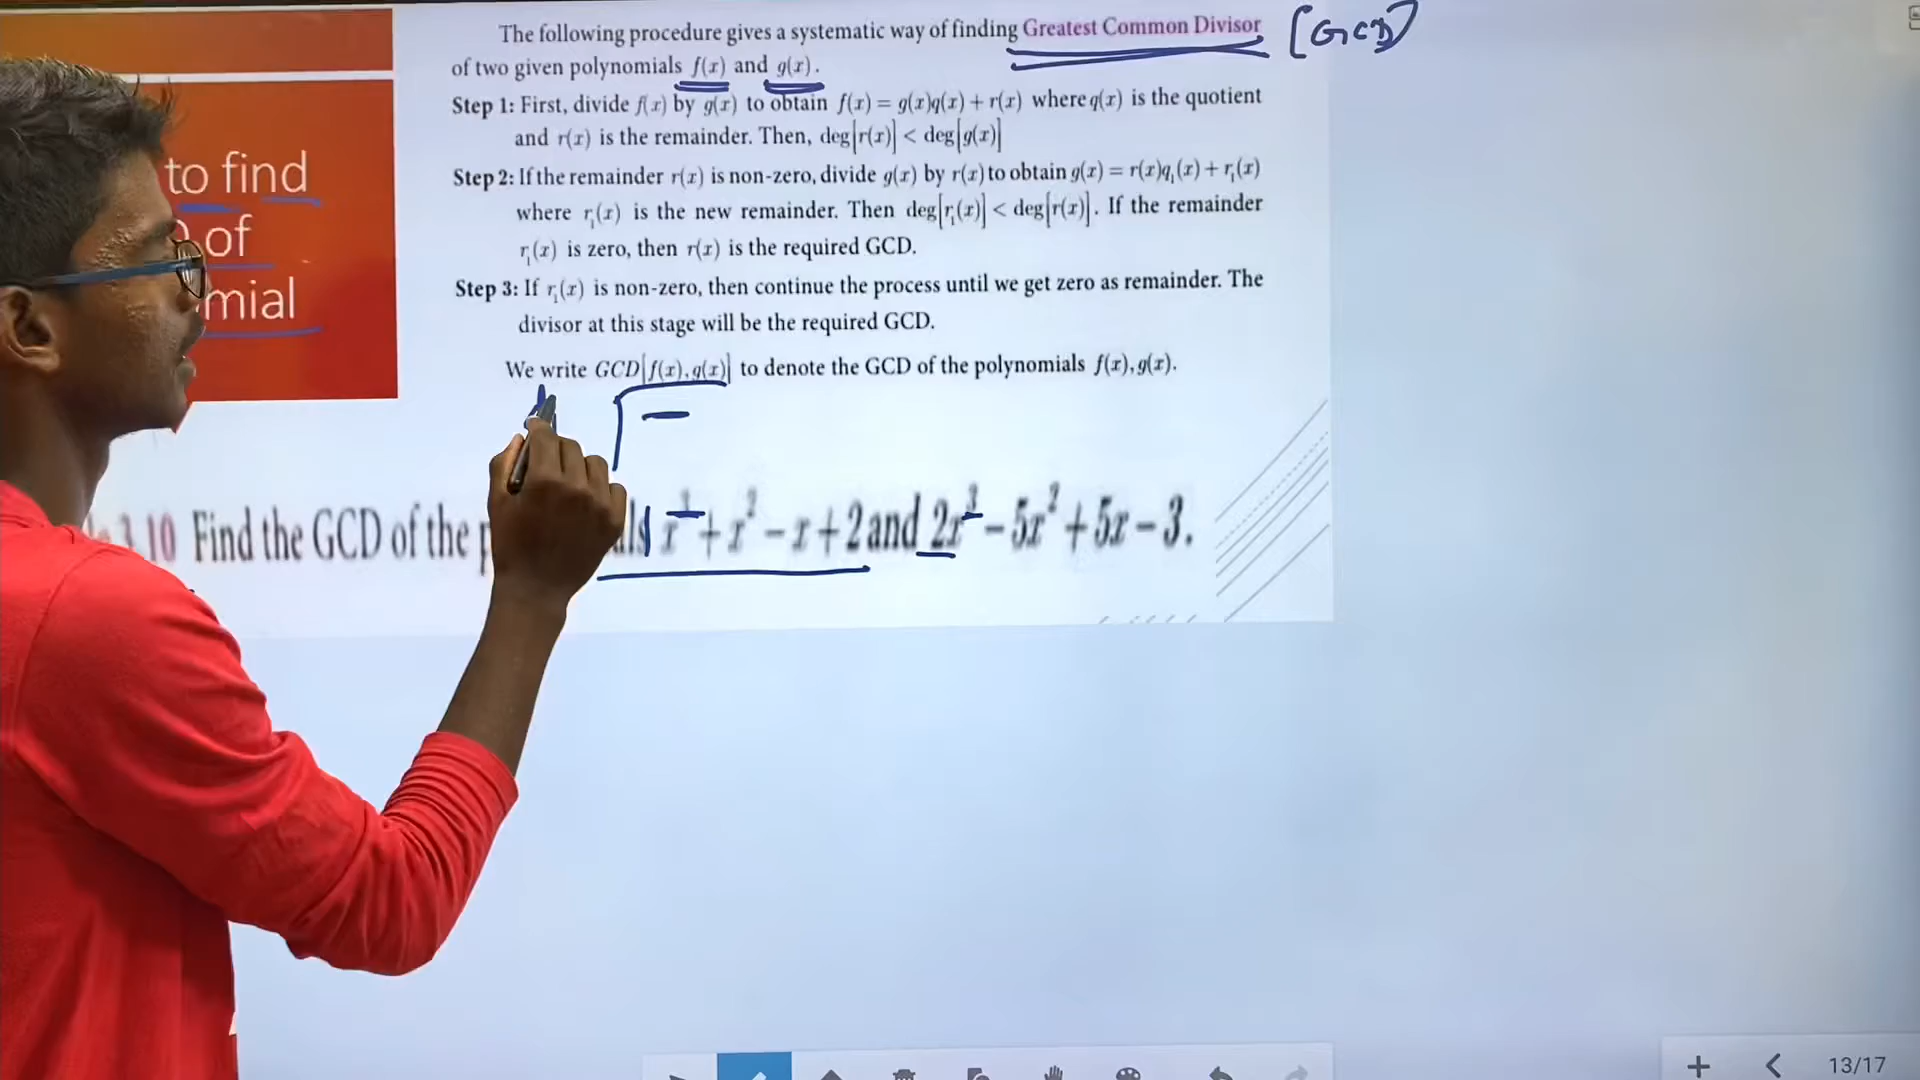 The following procedure gives a systematic way of finding Greatest Common Divisor [GCD]
of two given polynomials f(x) and g(x).
Step 1: First, divide f(x) by g(x) to obtain f(x) = g(x)q(x) + r(x) where q(x) is the quotient
and r(x) is the remainder. Then, deg[r(x)] < deg[g(x)]
Step 2: If the remainder r(x) is non-zero, divide g(x) by r(x) to obtain g(x) = r(x)q₁(x) + r₁(x)
where r₁(x) is the new remainder. Then deg[r₁(x)] < deg[r(x)]. If the remainder
r₁(x) is zero, then r(x) is the required GCD.
Step 3: If r₁(x) is non-zero, then continue the process until we get zero as remainder. The
divisor at this stage will be the required GCD.
We write GCD[f(x), g(x)] to denote the GCD of the polynomials f(x), g(x).
to find
of
mial
3.10 Find the GCD of the x³ + x² − x + 2 and 2x³ − 5x² + 5x − 3.
13/17